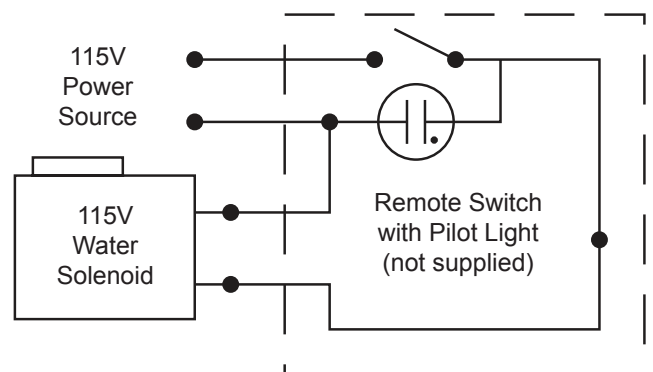 115V
Power
Source
115V
Water
Solenoid
Remote Switch
with Pilot Light
(not supplied)